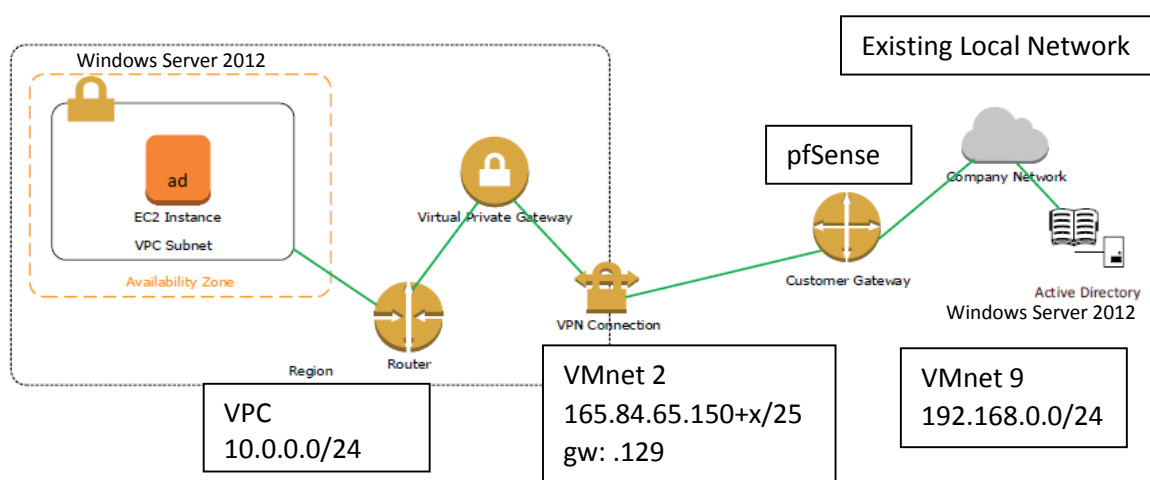 Existing Local Network
Windows Server 2012
ad
EC2 Instance
VPC Subnet
Availability Zone
Virtual Private Gateway
pfSense
Company Network
Customer Gateway
Active Directory
Windows Server 2012
VPN Connection
Router
Region
VPC
10.0.0.0/24
VMnet 2
165.84.65.150+x/25
gw: .129
VMnet 9
192.168.0.0/24